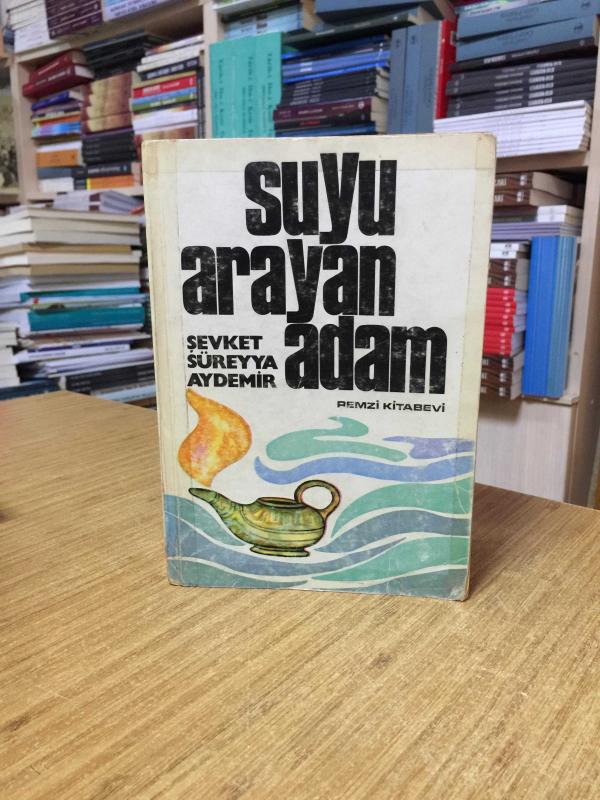 suyu
arayan
adam
ŞEVKET
SÜREYYA
AYDEMİR
REMZİ KİTABEVİ